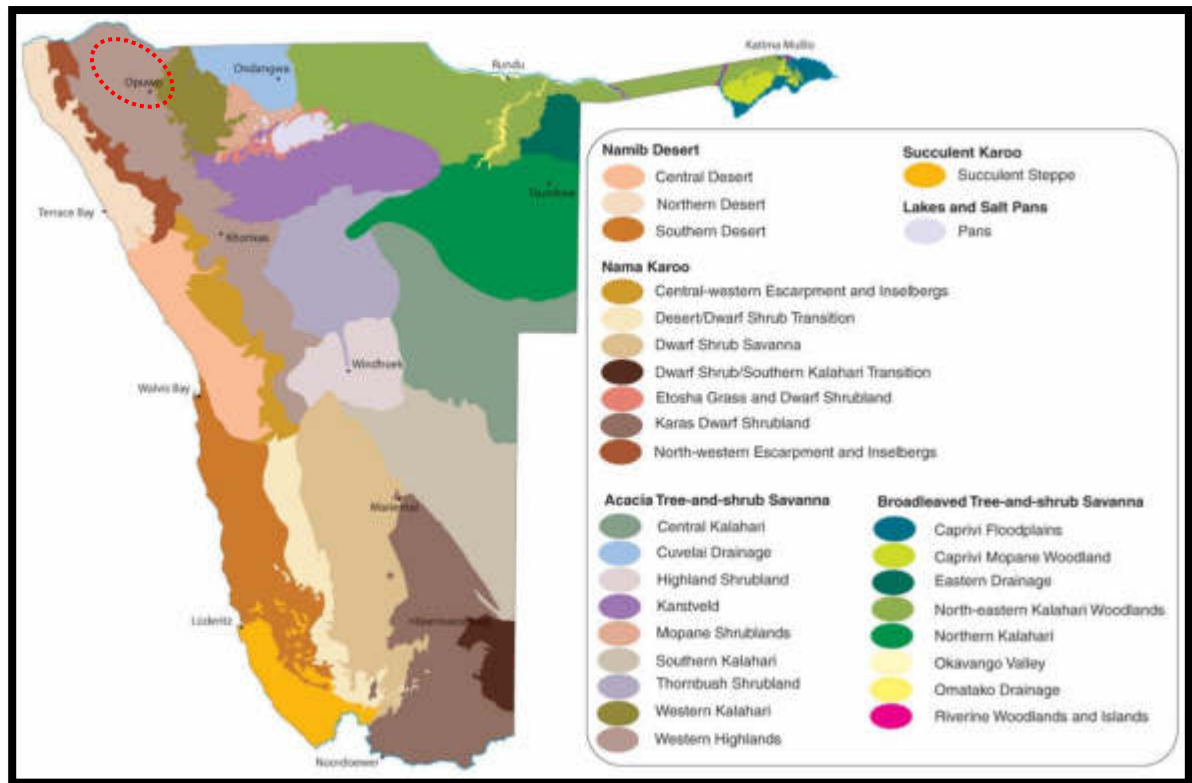 Katima Mulilo
Rundu
Ondangwa
Opuwo
Terrace Bay
Khorixas
Windhoek
Walvis Bay
Mariental
Lüderitz
Noordoewer
Namib Desert
Central Desert
Northern Desert
Southern Desert
Succulent Karoo
Succulent Steppe
Lakes and Salt Pans
Pans
Nama Karoo
Central-western Escarpment and Inselbergs
Desert/Dwarf Shrub Transition
Dwarf Shrub Savanna
Dwarf Shrub/Southern Kalahari Transition
Etosha Grass and Dwarf Shrubland
Karas Dwarf Shrubland
North-western Escarpment and Inselbergs
Acacia Tree-and-shrub Savanna
Central Kalahari
Cuvelai Drainage
Highland Shrubland
Karstveld
Mopane Shrublands
Southern Kalahari
Thornbush Shrubland
Western Kalahari
Western Highlands
Broadleaved Tree-and-shrub Savanna
Caprivi Floodplains
Caprivi Mopane Woodland
Eastern Drainage
North-eastern Kalahari Woodlands
Northern Kalahari
Okavango Valley
Omatako Drainage
Riverine Woodlands and Islands